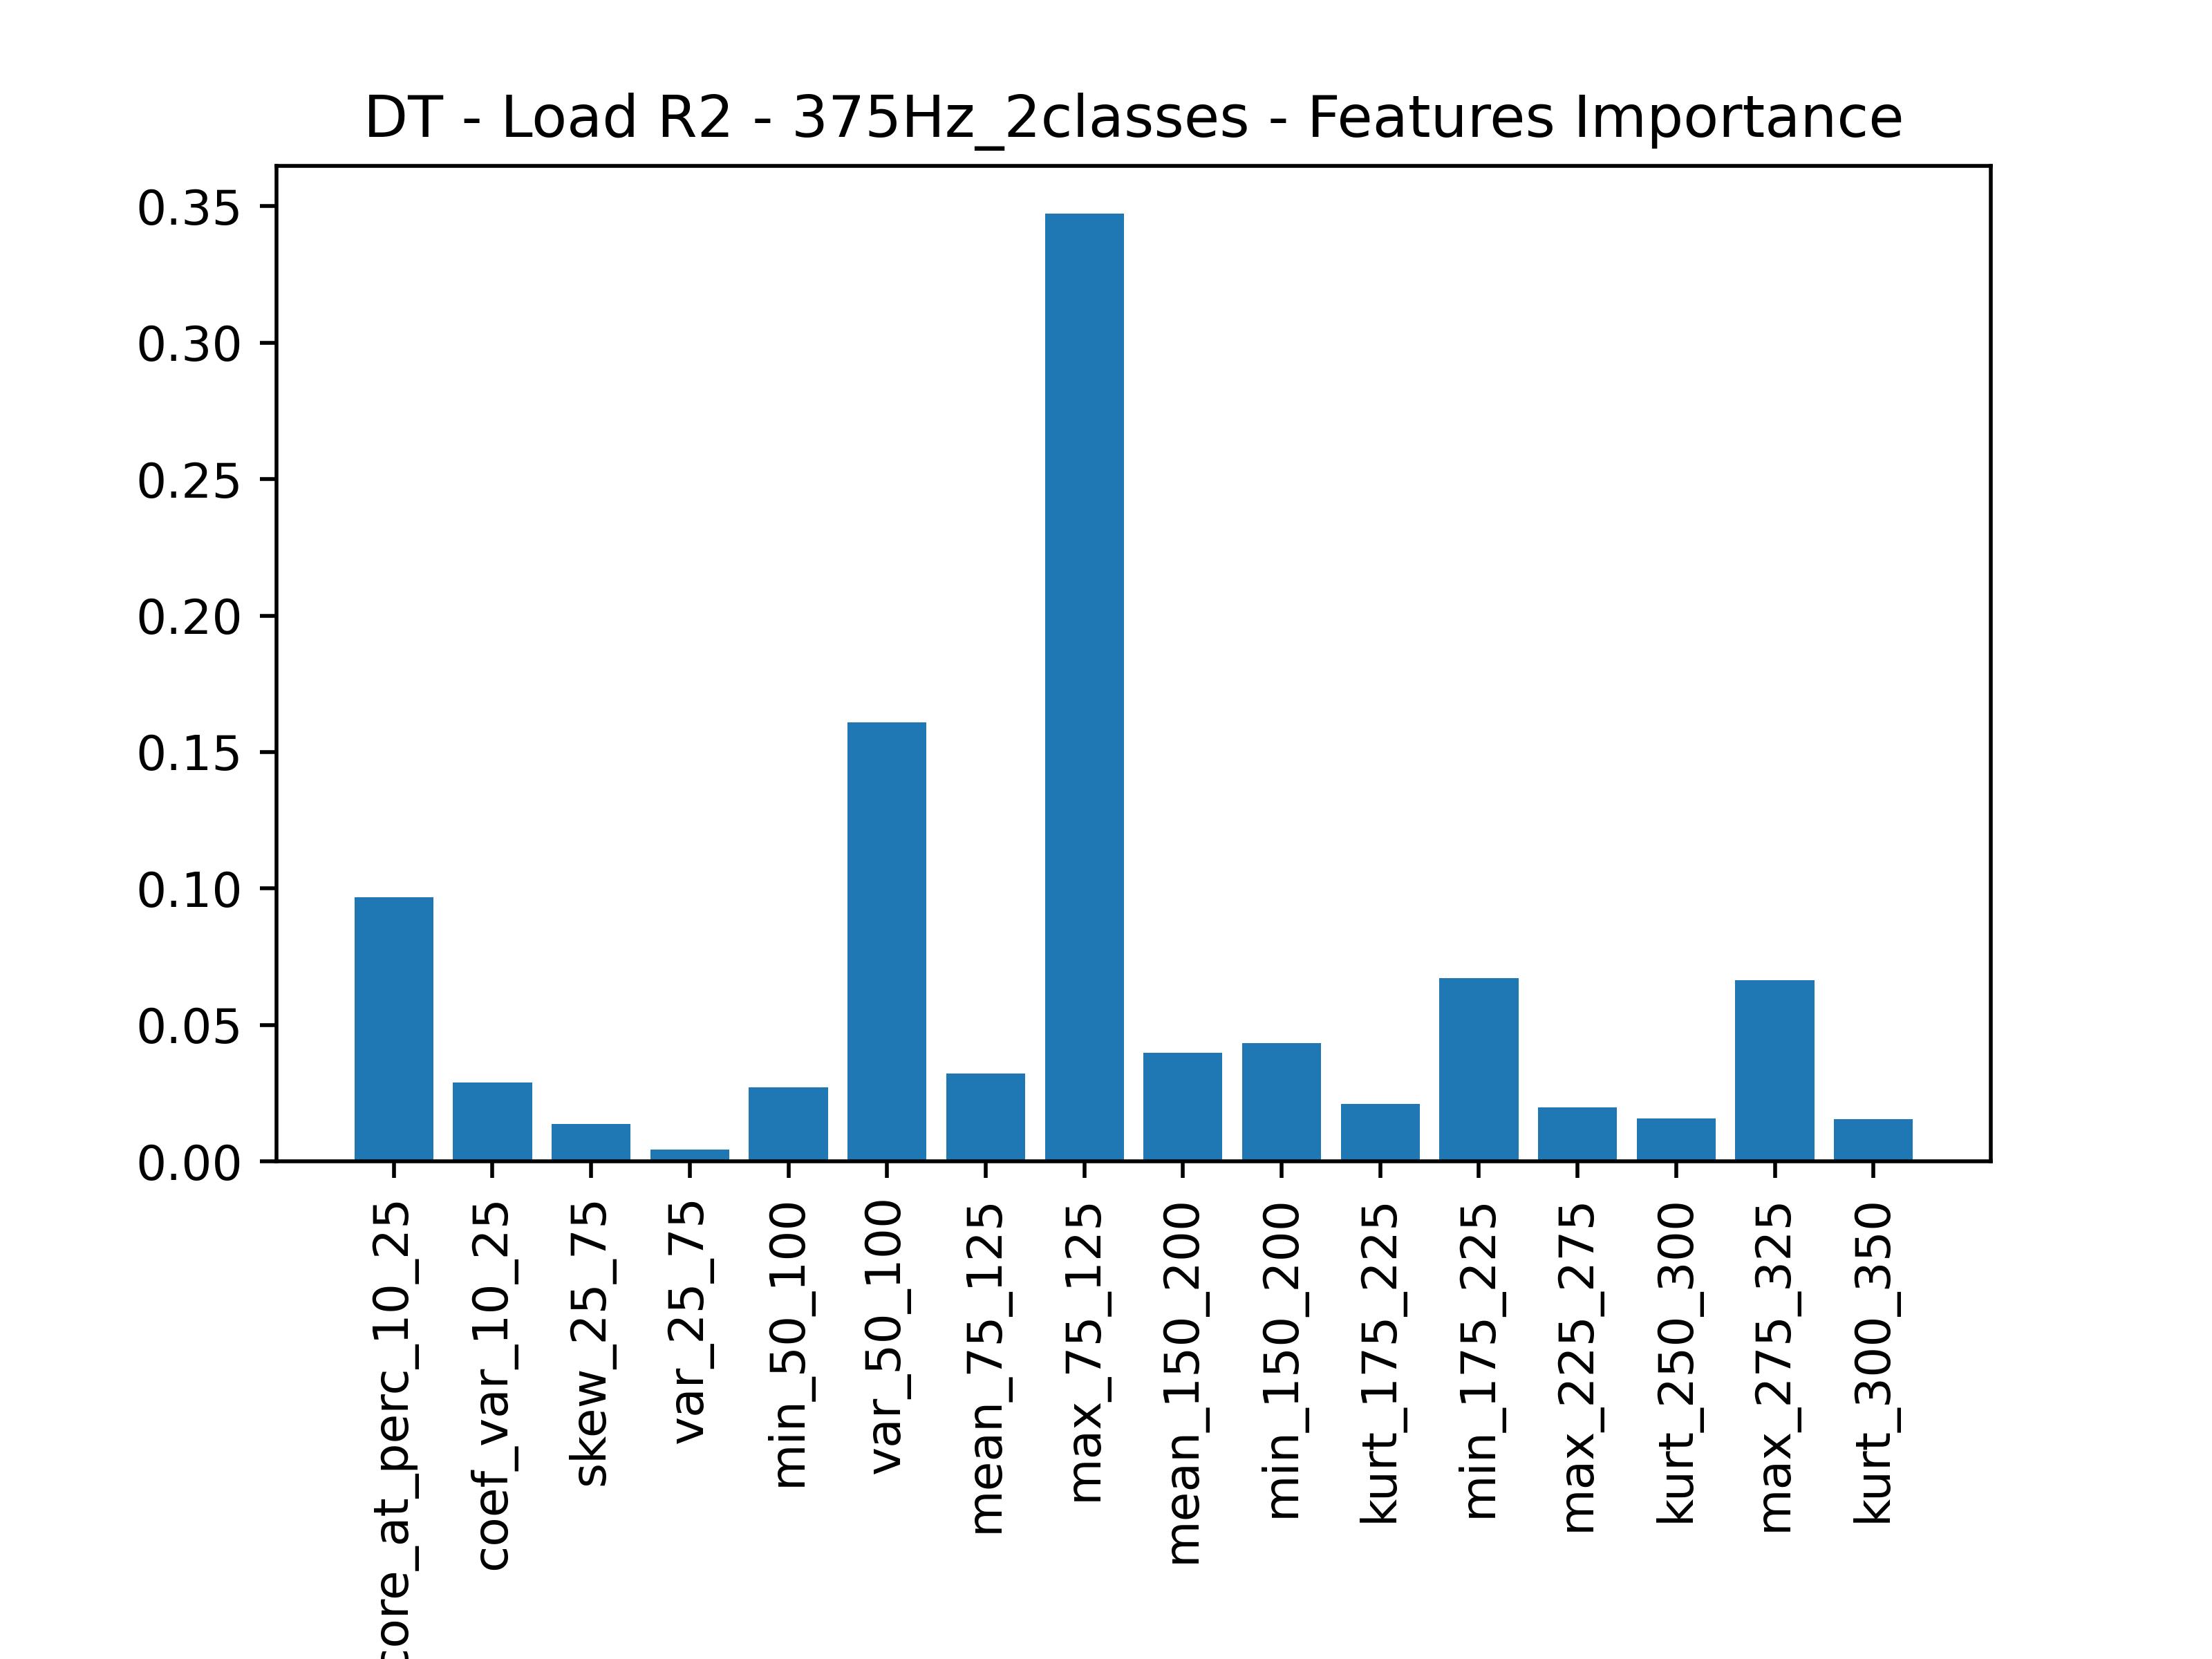 DT - Load R2 - 375Hz_2classes - Features Importance
0.35
0.30
0.25
0.20
0.15
0.10
0.05
0.00
core_at_perc_10_25
coef_var_10_25
skew_25_75
var_25_75
min_50_100
var_50_100
mean_75_125
max_75_125
mean_150_200
min_150_200
kurt_175_225
min_175_225
max_225_275
kurt_250_300
max_275_325
kurt_300_350